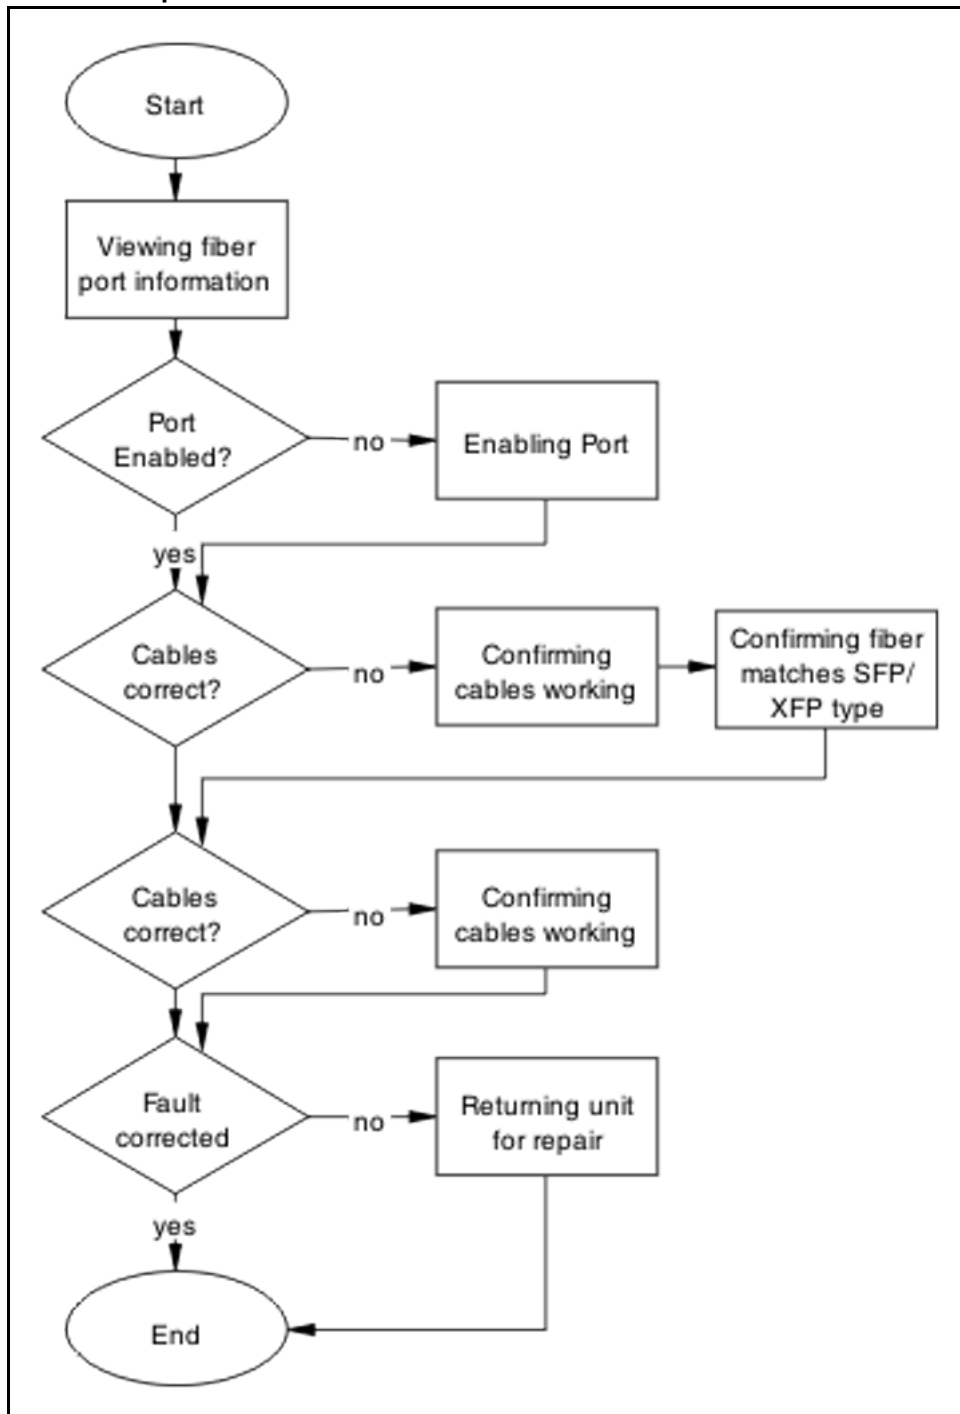 Start
Viewing fiber
port information
Port
Enabled?
no
Enabling Port
yes
Cables
correct?
no
Confirming
cables working
Confirming fiber
matches SFP/
XFP type
Cables
correct?
no
Confirming
cables working
Fault
corrected
no
Returning unit
for repair
yes
End